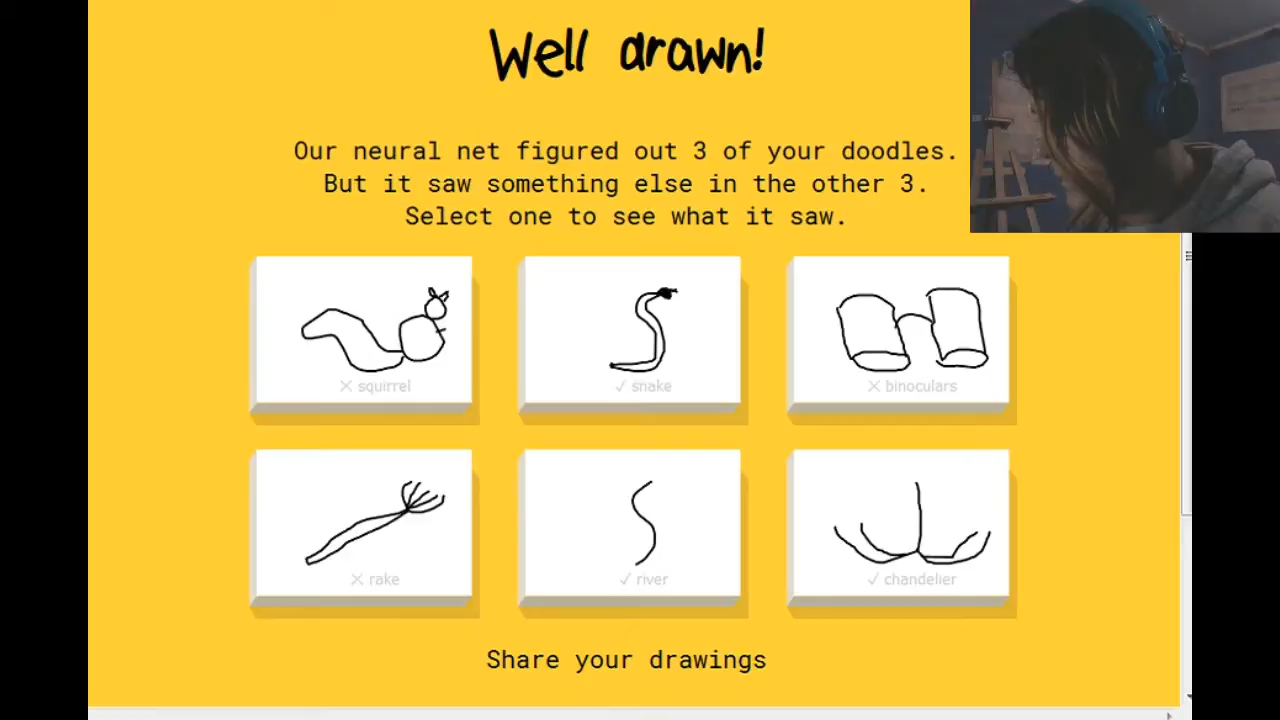 Well drawn!
Our neural net figured out 3 of your doodles.
But it saw something else in the other 3.
Select one to see what it saw.
squirrel
snake
binoculars
rake
river
chandelier
Share your drawings